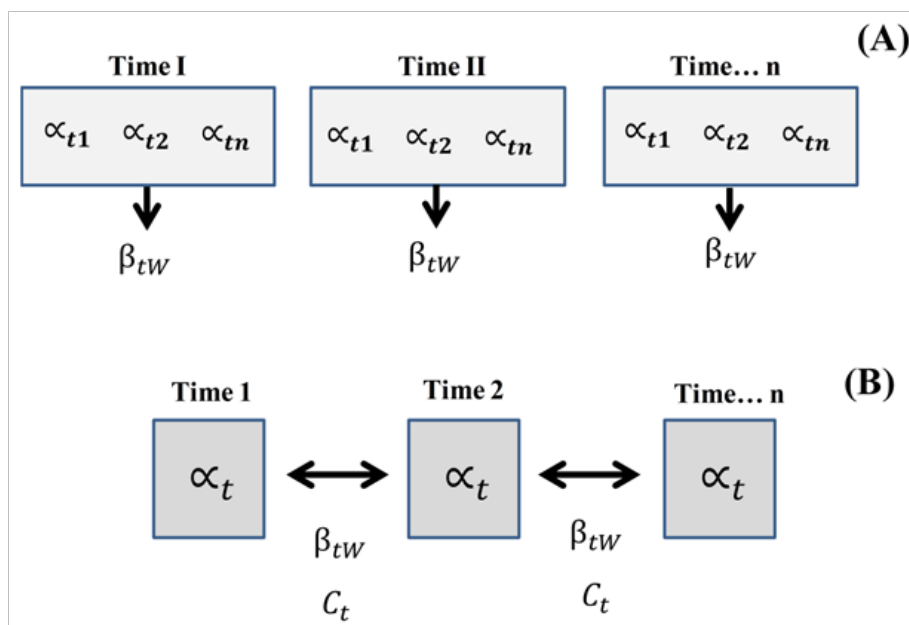 (A)
Time I Time II Time... n
∝t1 ∝t2 ∝tn ∝t1 ∝t2 ∝tn ∝t1 ∝t2 ∝tn
βtW βtW βtW
(B)
Time 1 Time 2 Time... n
∝t ∝t ∝t
βtW βtW
Ct Ct